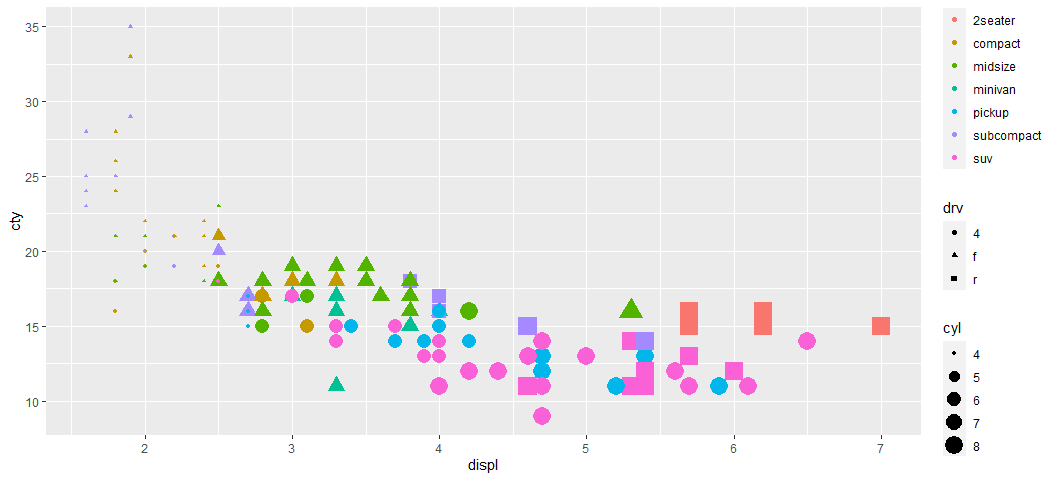 35
30
25
20
15
10
cty
2
3
4
5
6
7
displ
2seater
compact
midsize
minivan
pickup
subcompact
suv
drv
4
f
r
cyl
4
5
6
7
8